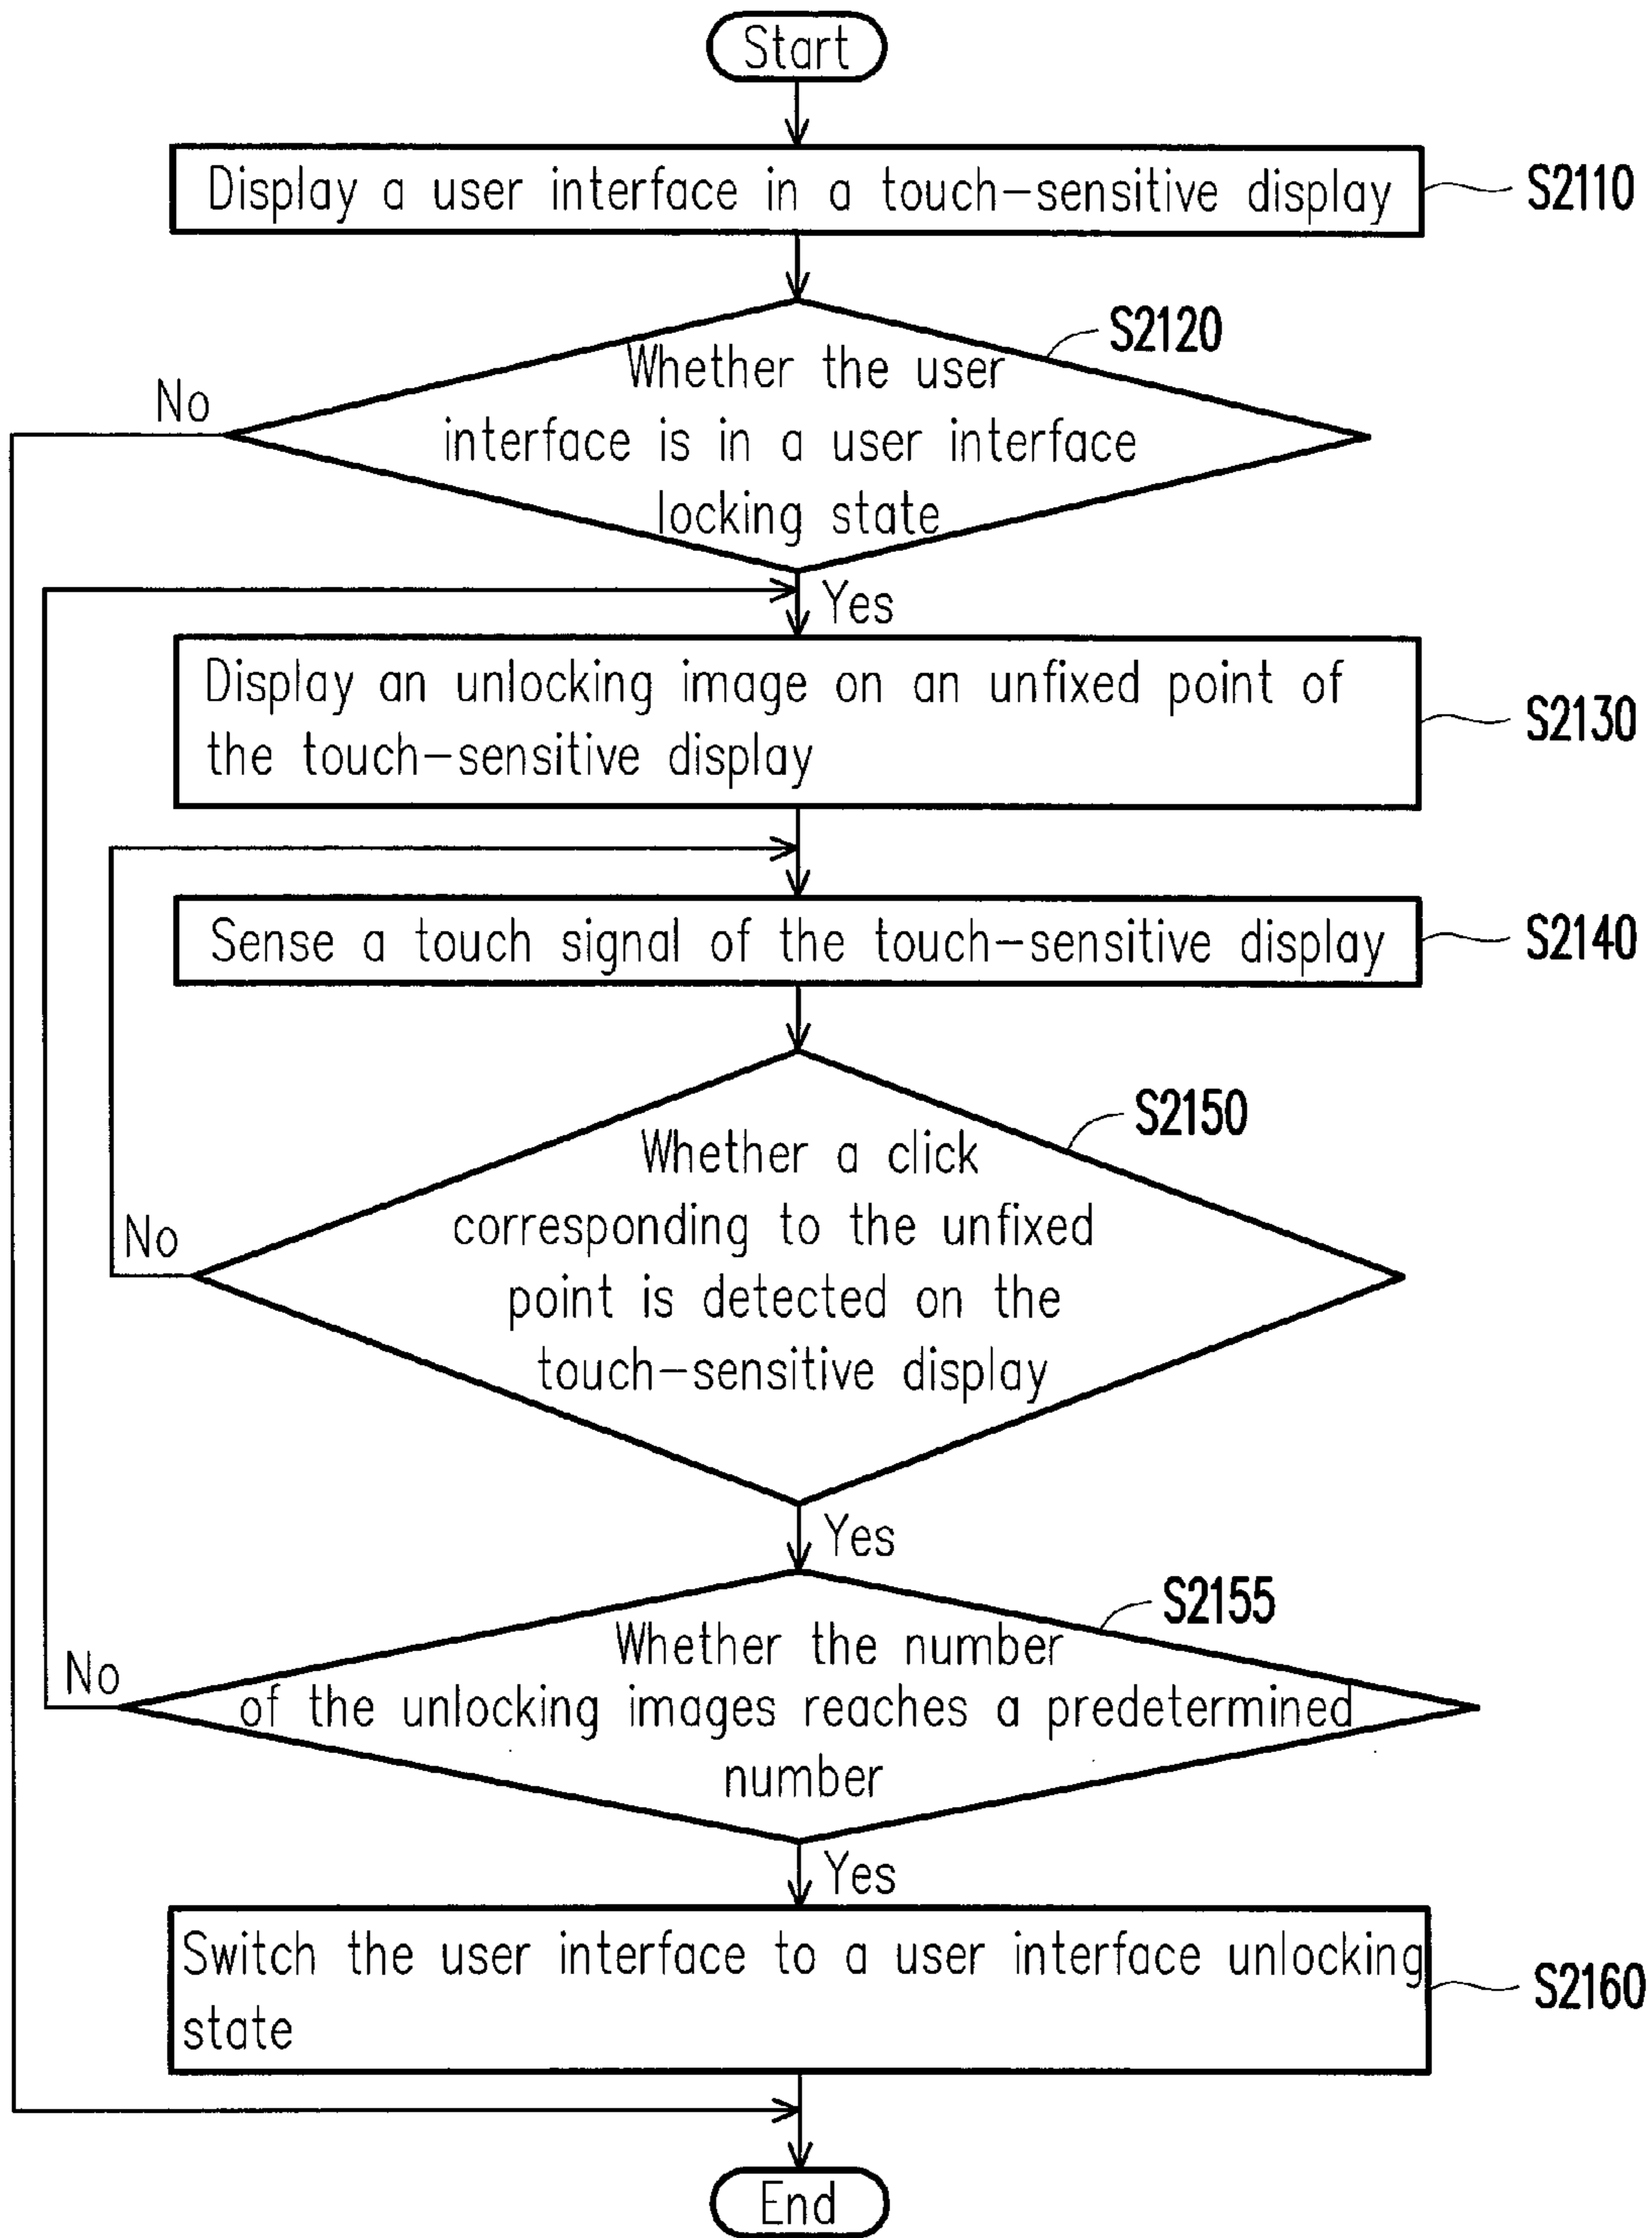 Start
Display a user interface in a touch-sensitive display
S2110
S2120
Whether the user
interface is in a user interface
locking state
No
Yes
Display an unlocking image on an unfixed point of
the touch-sensitive display
S2130
Sense a touch signal of the touch-sensitive display
S2140
S2150
Whether a click
corresponding to the unfixed
point is detected on the
touch-sensitive display
No
Yes
S2155
Whether the number
of the unlocking images reaches a predetermined
number
No
Yes
Switch the user interface to a user interface unlocking
state
S2160
End